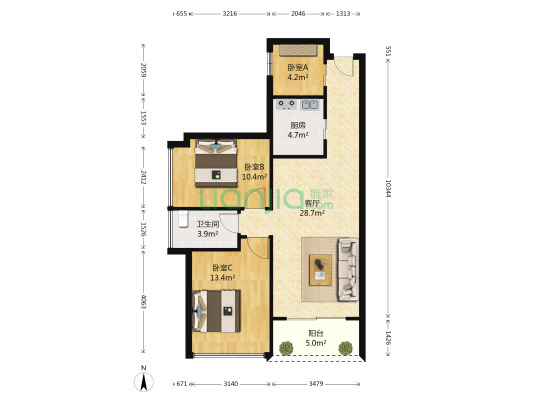 655 3216 2046 1313
551
2059
1553
2412
1526
4063
10344
1426
卧室A
4.2m²
厨房
4.7m²
卧室B
10.4m²
lianjia 链家
.com
客厅
28.7m²
卫生间
3.9m²
卧室C
13.4m²
阳台
5.0m²
N
671 3140 3479